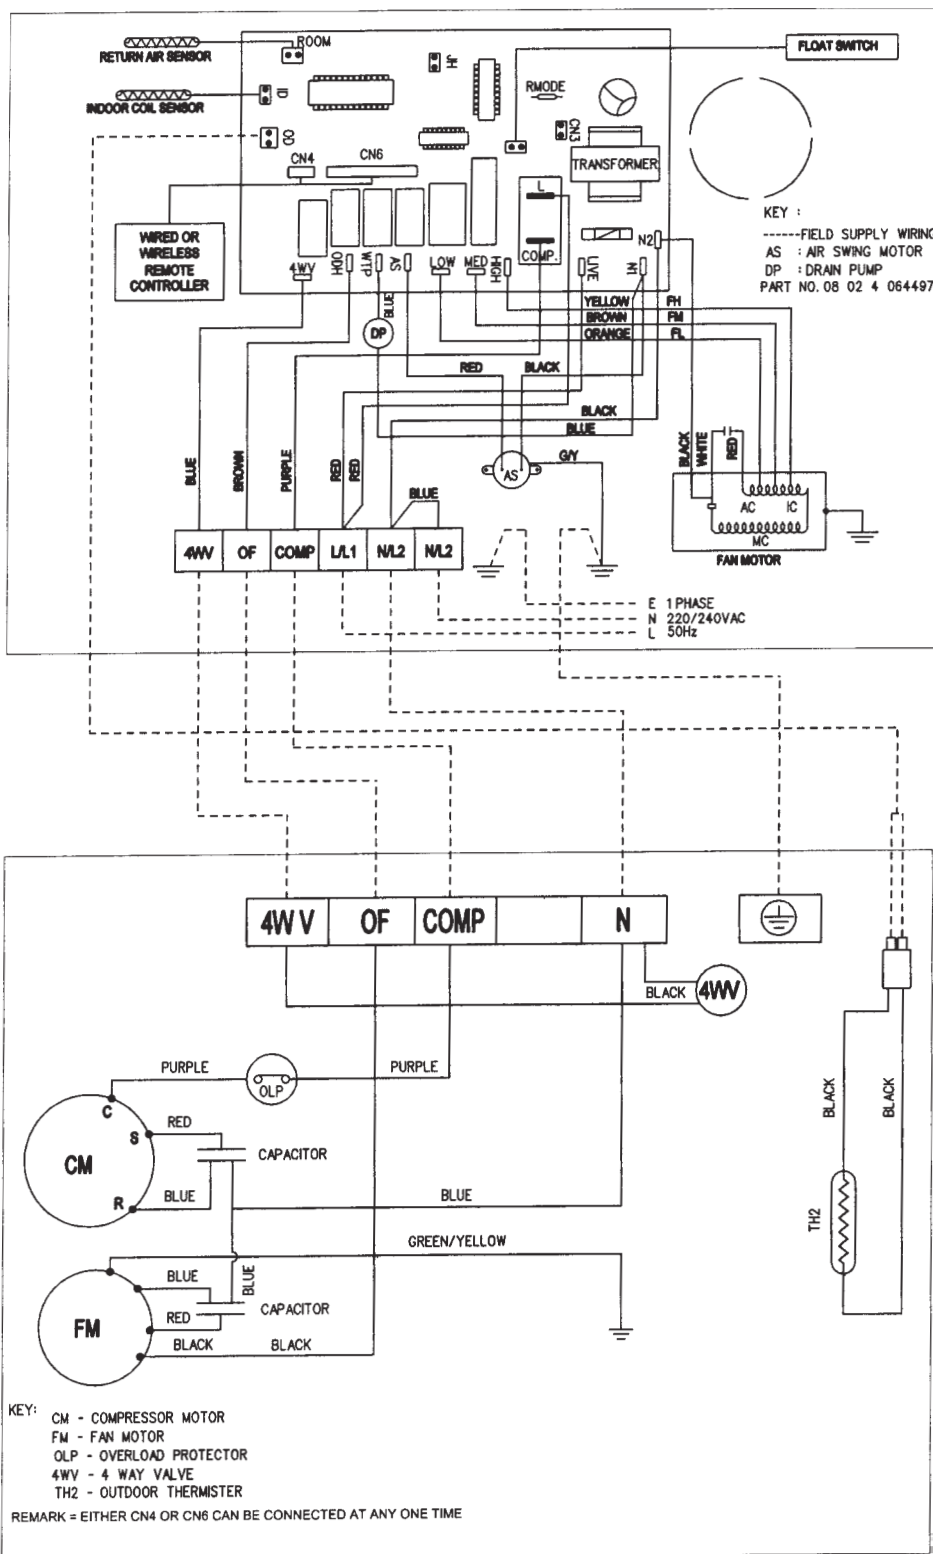 RETURN AIR SENSOR
ROOM
INDOOR COIL SENSOR
ID
OD
JH
RMODE
CN3
FLOAT SWITCH
TRANSFORMER
CN4
CN6
WIRED OR
WIRELESS
REMOTE
CONTROLLER
4WV
ODH
WTP
AS
LOW
MED
HIGH
L
COMP.
LIVE
N1
N2
KEY :
------FIELD SUPPLY WIRING
AS : AIR SWING MOTOR
DP : DRAIN PUMP
PART NO. 08 02 4 064497
BLUE
DP
YELLOW
FH
BROWN
FM
ORANGE
FL
RED
BLACK
BLACK
BLUE
G/Y
AS
BLUE
BROWN
PURPLE
RED
RED
BLUE
BLACK
WHITE
RED
AC
IC
MC
FAN MOTOR
4WV
OF
COMP
L/L1
N/L2
N/L2
E 1PHASE
N 220/240VAC
L 50Hz
4WV
OF
COMP
N
BLACK
4WV
PURPLE
OLP
PURPLE
C
S
R
CM
RED
BLUE
CAPACITOR
BLUE
GREEN/YELLOW
BLUE
BLUE
RED
CAPACITOR
FM
BLACK
BLACK
BLACK
BLACK
TH2
KEY:
CM - COMPRESSOR MOTOR
FM - FAN MOTOR
OLP - OVERLOAD PROTECTOR
4WV - 4 WAY VALVE
TH2 - OUTDOOR THERMISTER
REMARK = EITHER CN4 OR CN6 CAN BE CONNECTED AT ANY ONE TIME